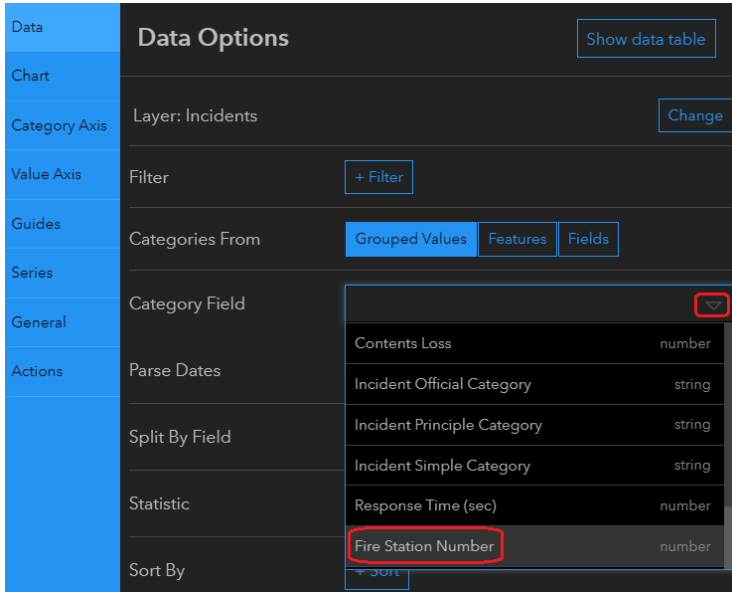 Data
Chart
Category Axis
Value Axis
Guides
Series
General
Actions
Data Options
Show data table
Layer: Incidents
Change
Filter
+ Filter
Categories From
Grouped Values
Features
Fields
Category Field
Contents Loss number
Incident Official Category string
Incident Principle Category string
Incident Simple Category string
Response Time (sec) number
Fire Station Number number
Parse Dates
Split By Field
Statistic
Sort By
+ Sort